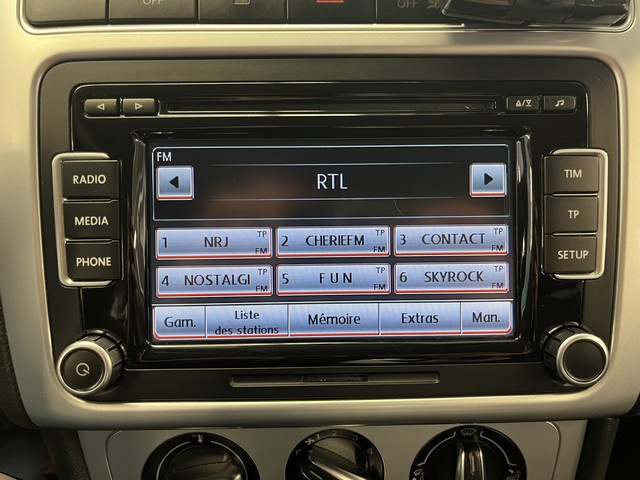 OFF
OFF
FM
RTL
RADIO
MEDIA
PHONE
TIM
TP
SETUP
1 NRJ TP FM
2 CHERIEFM TP FM
3 CONTACT TP FM
4 NOSTALGI TP FM
5 F U N TP FM
6 SKYROCK TP FM
Gam.
Liste
des stations
Mémoire
Extras
Man.